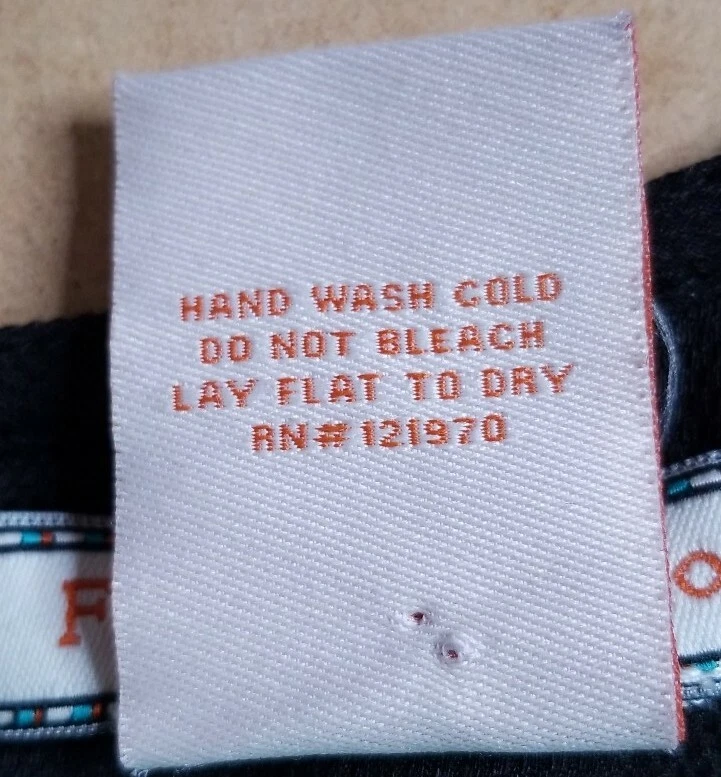 HAND WASH COLD
DO NOT BLEACH
LAY FLAT TO DRY
RN# 121970
F
O